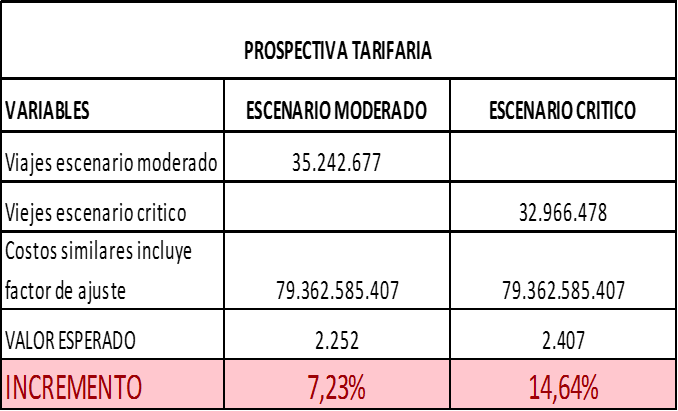 PROSPECTIVA TARIFARIA
VARIABLES ESCENARIO MODERADO ESCENARIO CRITICO
Viajes escenario moderado 35.242.677
Viejes escenario critico 32.966.478
Costos similares incluye
factor de ajuste 79.362.585.407 79.362.585.407
VALOR ESPERADO 2.252 2.407
INCREMENTO 7,23% 14,64%